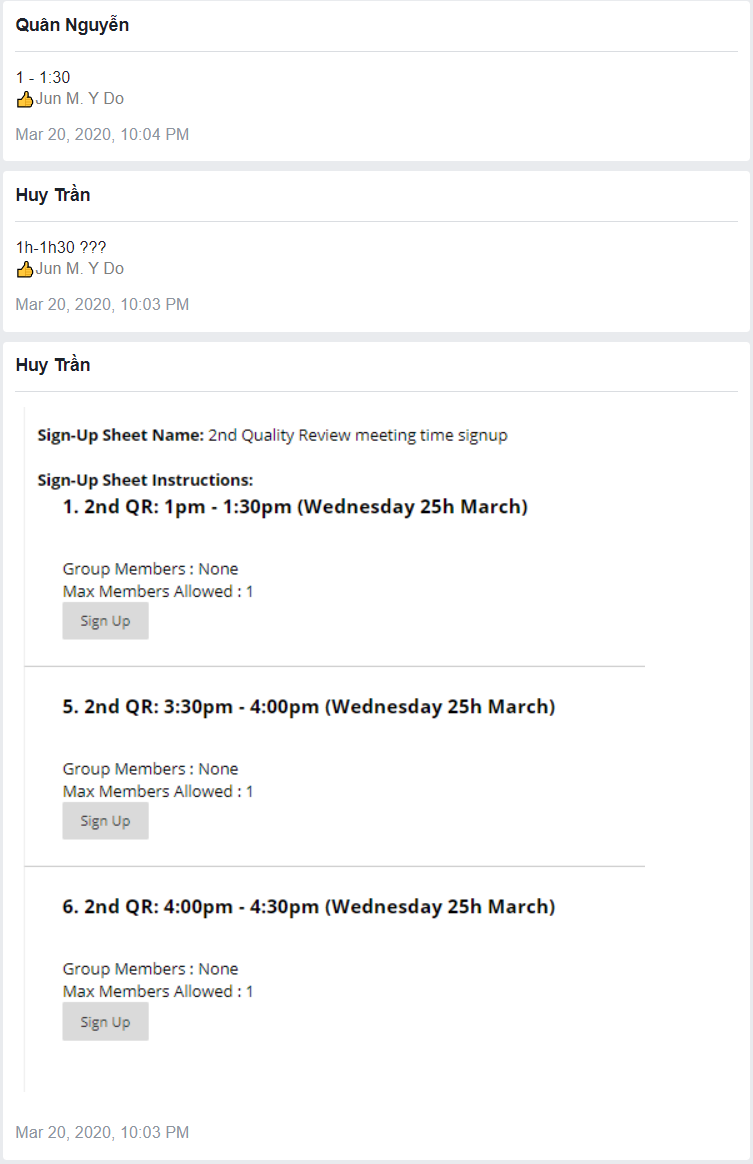 Quân Nguyễn
1 - 1:30
👍Jun M. Y Do
Mar 20, 2020, 10:04 PM
Huy Trần
1h-1h30 ???
👍Jun M. Y Do
Mar 20, 2020, 10:03 PM
Huy Trần
Sign-Up Sheet Name: 2nd Quality Review meeting time signup
Sign-Up Sheet Instructions:
1. 2nd QR: 1pm - 1:30pm (Wednesday 25h March)
Group Members : None
Max Members Allowed : 1
Sign Up
5. 2nd QR: 3:30pm - 4:00pm (Wednesday 25h March)
Group Members : None
Max Members Allowed : 1
Sign Up
6. 2nd QR: 4:00pm - 4:30pm (Wednesday 25h March)
Group Members : None
Max Members Allowed : 1
Sign Up
Mar 20, 2020, 10:03 PM